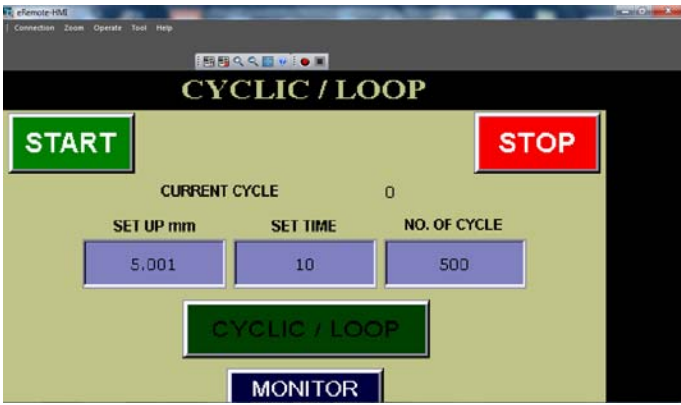 eRemote-HMI
Connection Zoom Operate Tool Help
CYCLIC / LOOP
START
STOP
CURRENT CYCLE 0
SET UP mm SET TIME NO. OF CYCLE
5.001 10 500
CYCLIC / LOOP
MONITOR